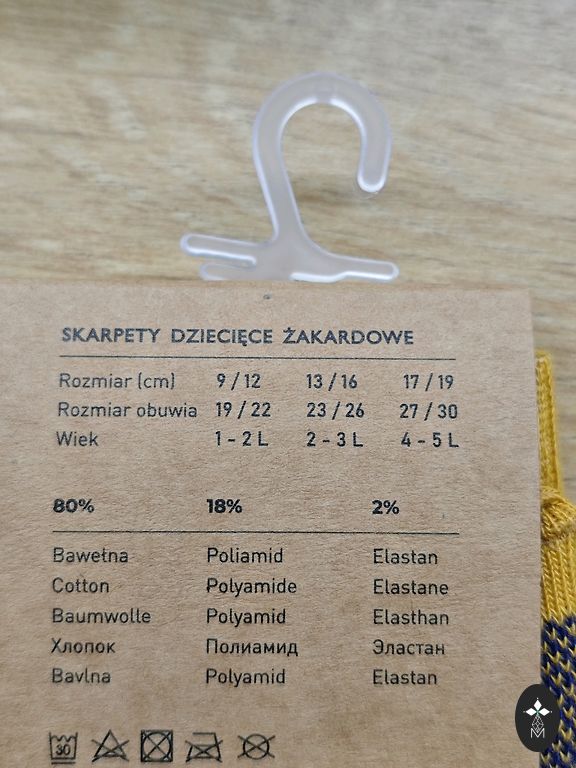 SKARPETY DZIECIĘCE ŻAKARDOWE
Rozmiar (cm) 9 / 12 13 / 16 17 / 19
Rozmiar obuwia 19 / 22 23 / 26 27 / 30
Wiek 1 - 2 L 2 - 3 L 4 - 5 L
80% 18% 2%
Bawełna Poliamid Elastan
Cotton Polyamide Elastane
Baumwolle Polyamid Elasthan
Хлопок Полиамид Эластан
Bavlna Polyamid Elastan
30
M